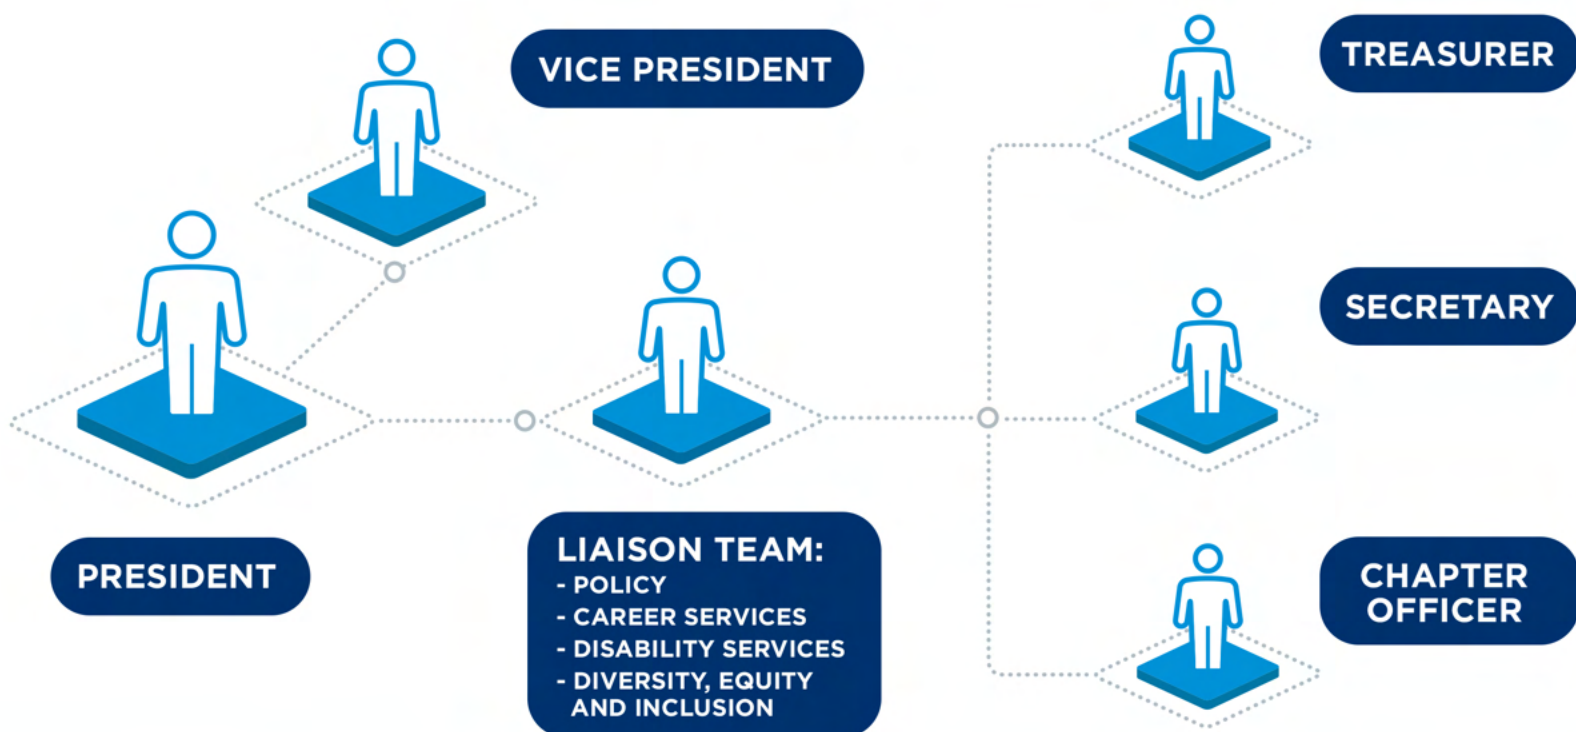 VICE PRESIDENT
TREASURER
SECRETARY
PRESIDENT
LIAISON TEAM:
- POLICY
- CAREER SERVICES
- DISABILITY SERVICES
- DIVERSITY, EQUITY
AND INCLUSION
CHAPTER
OFFICER